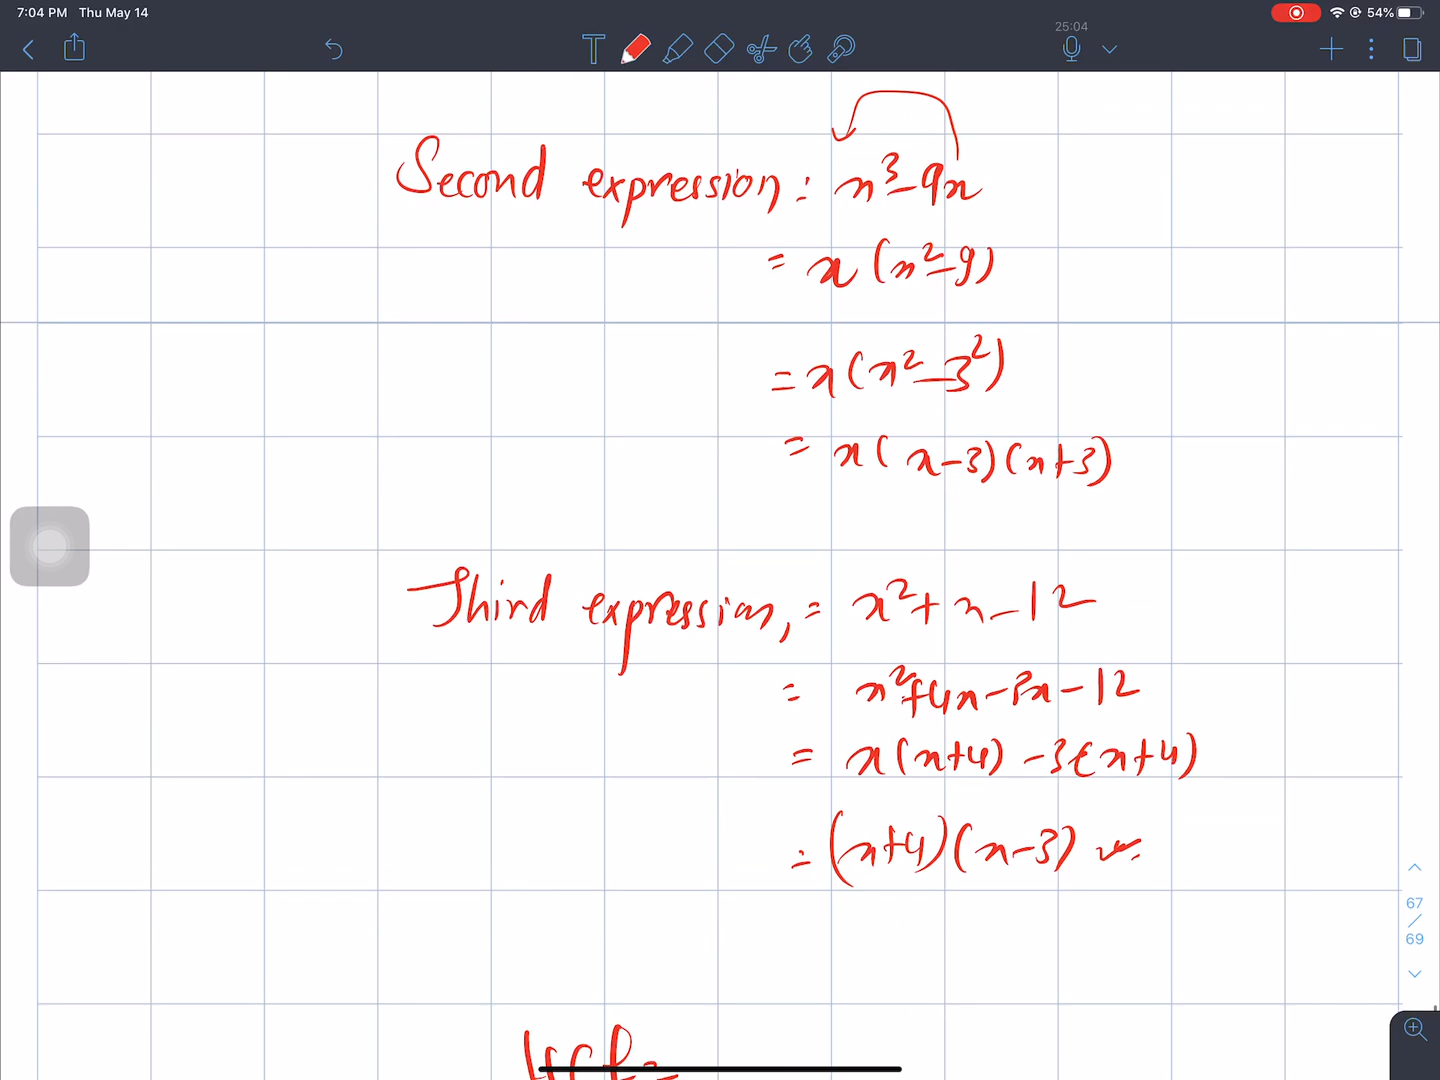 7:04 PM Thu May 14
54%
25:04
Second expression: x³-9x
= x (x²-9)
= x (x²-3²)
= x ( x-3) (x+3)
Third expression, = x²+x-12
= x²+4x-3x-12
= x(x+4) -3(x+4)
= (x+4) (x-3)
67
/
69